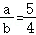 a/b = 5/4